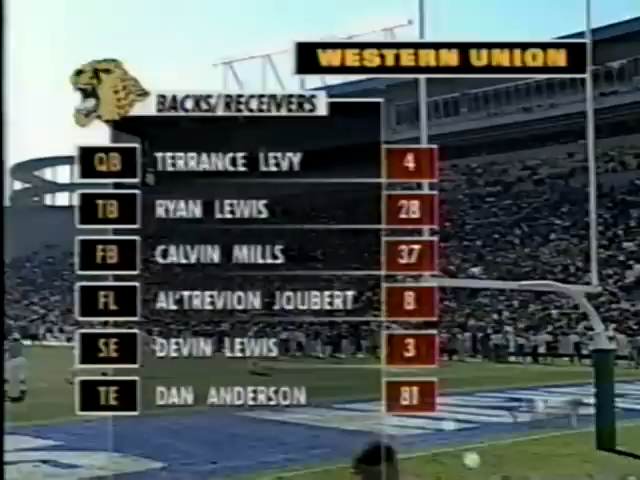 WESTERN UNION
BACKS/RECEIVERS
QB TERRANCE LEVY 4
TB RYAN LEWIS 28
FB CALVIN MILLS 37
FL AL'TREVION JOUBERT 8
SE DEVIN LEWIS 3
TE DAN ANDERSON 81